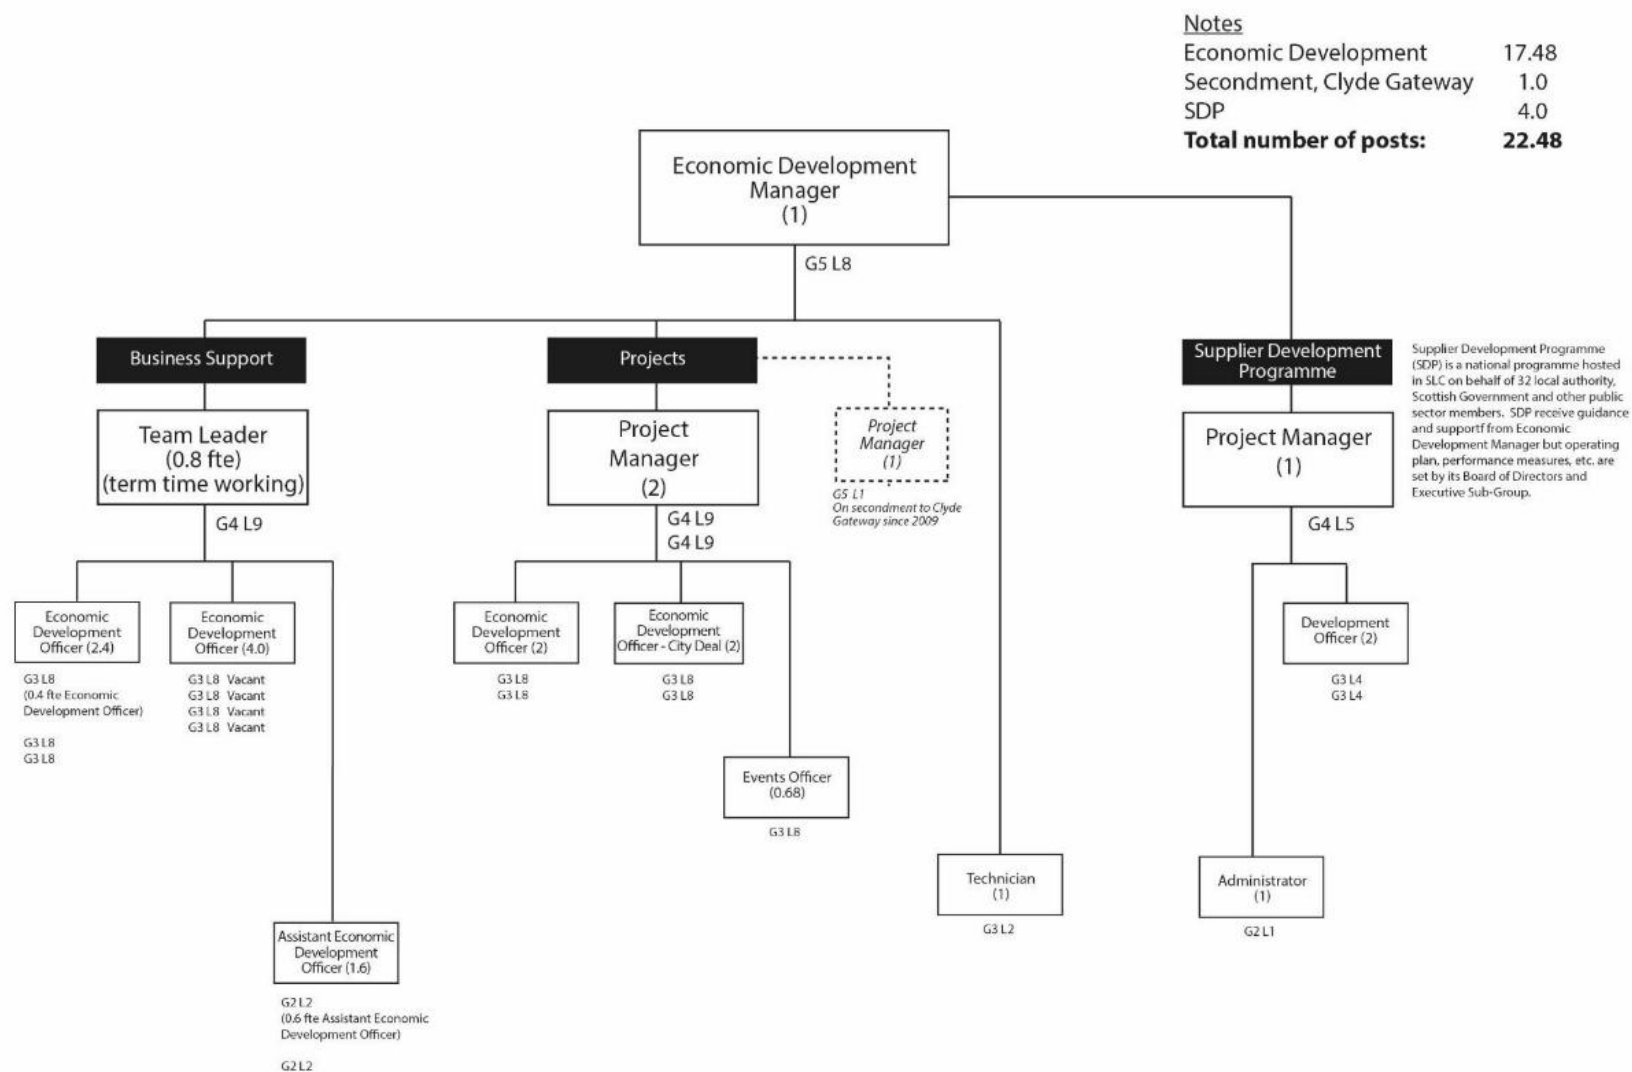 Notes
Economic Development 17.48
Secondment, Clyde Gateway 1.0
SDP 4.0
Total number of posts: 22.48
Economic Development
Manager
(1)
G5 L8
Business Support
Team Leader
(0.8 fte)
(term time working)
G4 L9
Economic
Development
Officer (2.4)
G3 L8
(0.4 fte Economic
Development Officer)
G3 L8
G3 L8
Economic
Development
Officer (4.0)
G3 L8 Vacant
G3 L8 Vacant
G3 L8 Vacant
G3 L8 Vacant
Assistant Economic
Development
Officer (1.6)
G2 L2
(0.6 fte Assistant Economic
Development Officer)
G2 L2
Projects
Project
Manager
(2)
G4 L9
G4 L9
Project
Manager
(1)
G5 L1
On secondment to Clyde
Gateway since 2009
Economic
Development
Officer (2)
G3 L8
G3 L8
Economic
Development
Officer - City Deal (2)
G3 L8
G3 L8
Events Officer
(0.68)
G3 L8
Technician
(1)
G3 L2
Supplier Development
Programme
Project Manager
(1)
G4 L5
Development
Officer (2)
G3 L4
G3 L4
Administrator
(1)
G2 L1
Supplier Development Programme
(SDP) is a national programme hosted
in SLC on behalf of 32 local authority,
Scottish Government and other public
sector members. SDP receive guidance
and supportf from Economic
Development Manager but operating
plan, performance measures, etc. are
set by its Board of Directors and
Executive Sub-Group.